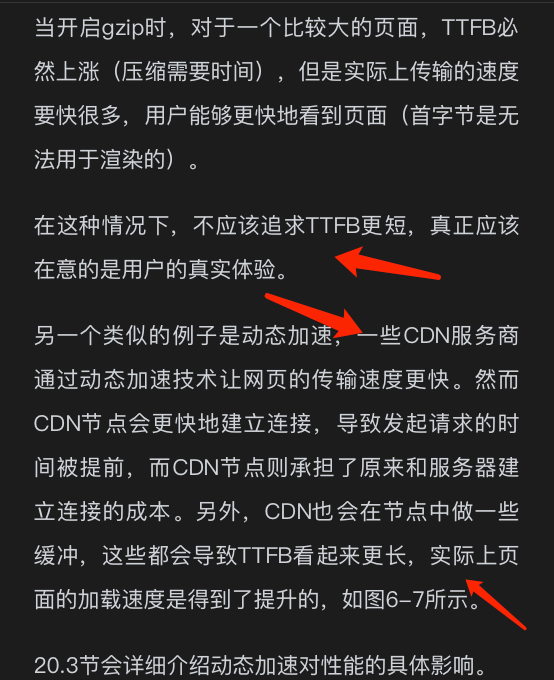 当开启gzip时，对于一个比较大的页面，TTFB必
然上涨（压缩需要时间），但是实际上传输的速度
要快很多，用户能够更快地看到页面（首字节是无
法用于渲染的）。
在这种情况下，不应该追求TTFB更短，真正应该
在意的是用户的真实体验。
另一个类似的例子是动态加速，一些CDN服务商
通过动态加速技术让网页的传输速度更快。然而
CDN节点会更快地建立连接，导致发起请求的时
间被提前，而CDN节点则承担了原来和服务器建
立连接的成本。另外，CDN也会在节点中做一些
缓冲，这些都会导致TTFB看起来更长，实际上页
面的加载速度是得到了提升的，如图6-7所示。
20.3节会详细介绍动态加速对性能的具体影响。